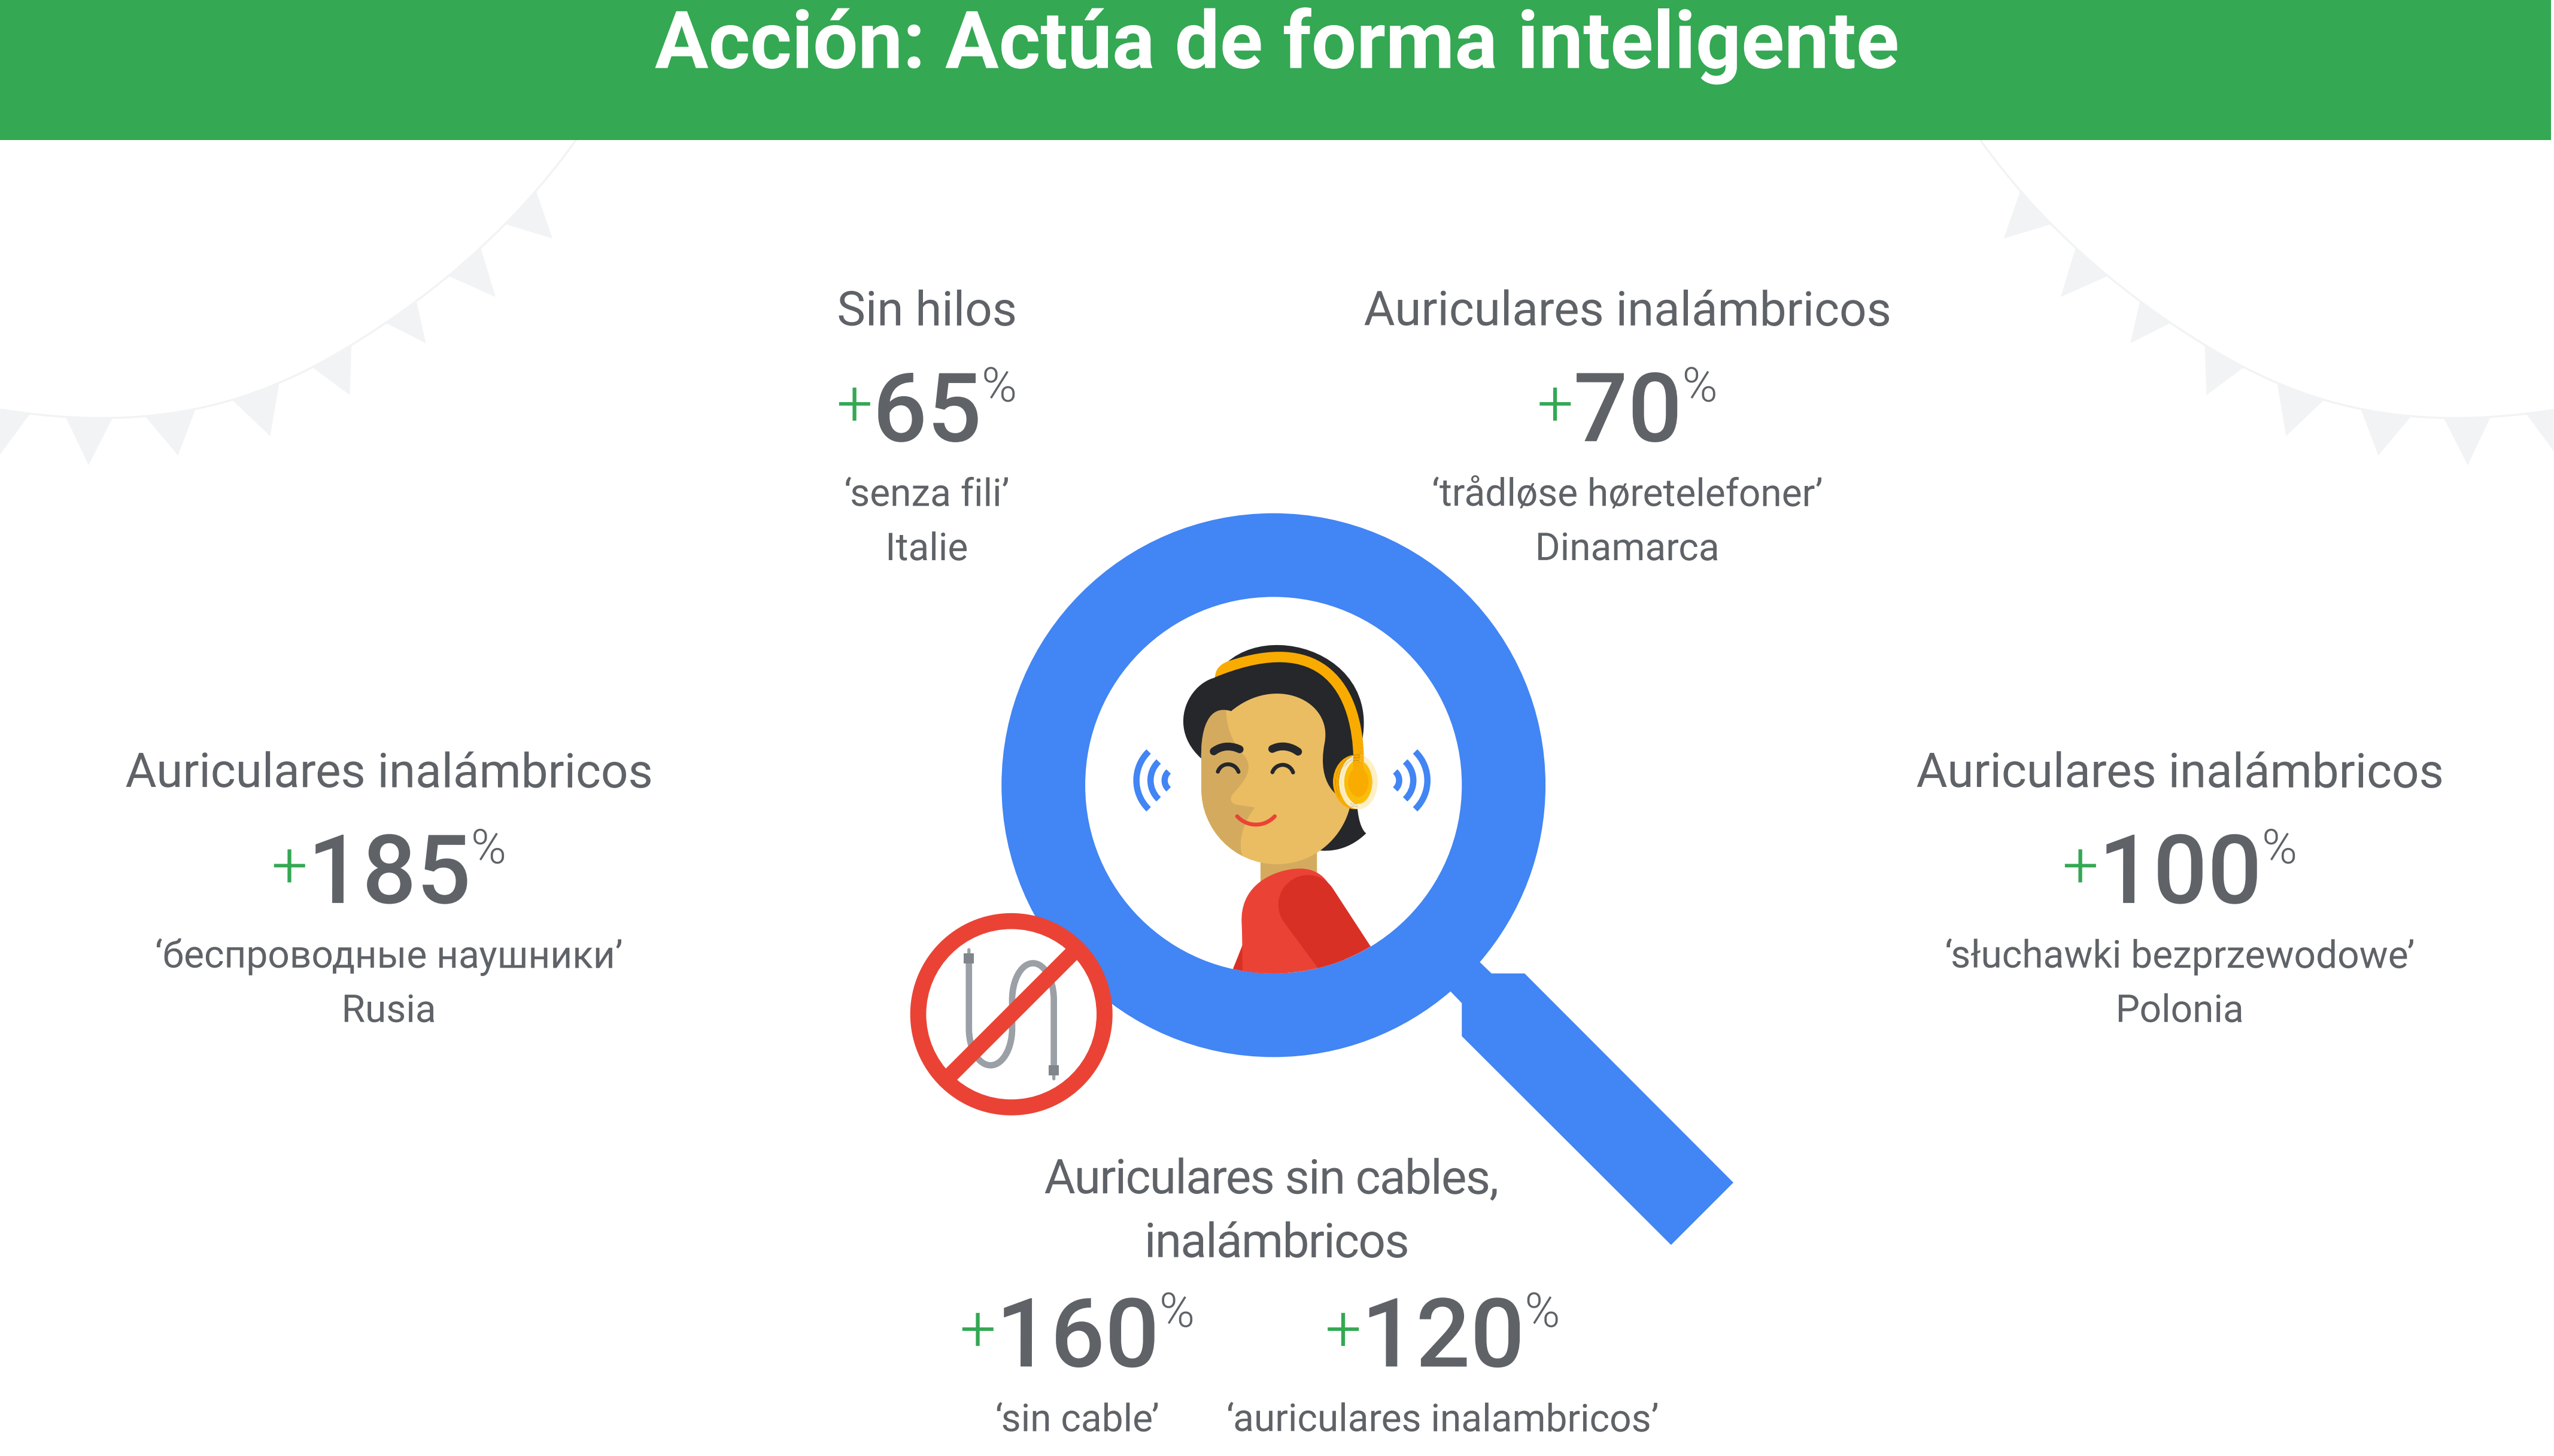 Acción: Actúa de forma inteligente
Sin hilos
+65%
‘senza fili’
Italie
Auriculares inalámbricos
+70%
‘trådløse høretelefoner’
Dinamarca
Auriculares inalámbricos
+185%
‘беспроводные наушники’
Rusia
Auriculares inalámbricos
+100%
‘słuchawki bezprzewodowe’
Polonia
Auriculares sin cables,
inalámbricos
+160%
‘sin cable’
+120%
‘auriculares inalambricos’